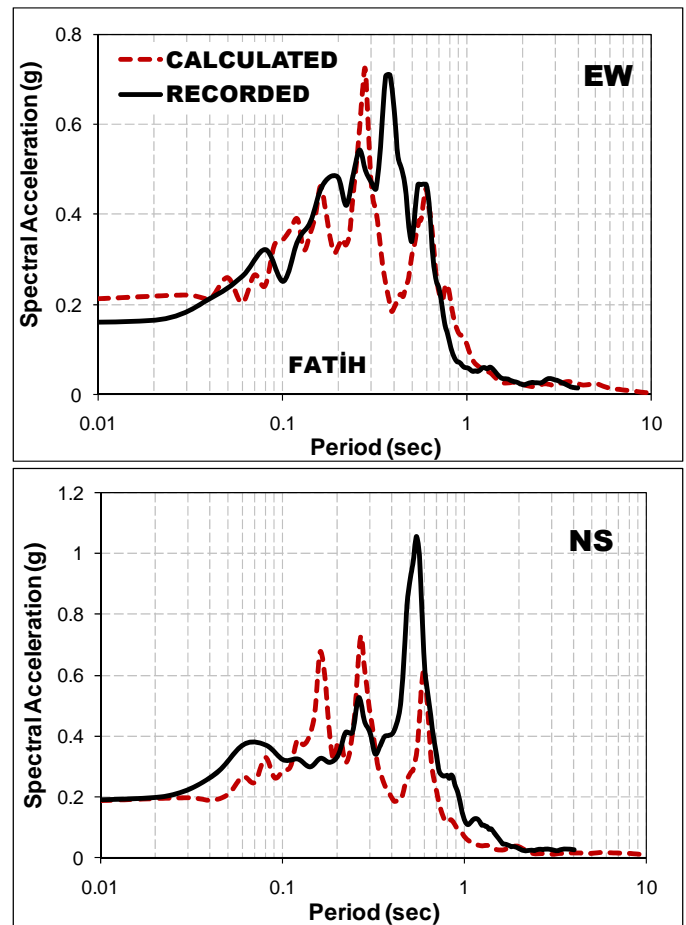 0.8
CALCULATED
RECORDED
EW
0.6
Spectral Acceleration (g)
0.4
0.2
FATİH
0
0.01 0.1 1 10
Period (sec)
1.2
NS
1
0.8
Spectral Acceleration (g)
0.6
0.4
0.2
0
0.01 0.1 1 10
Period (sec)